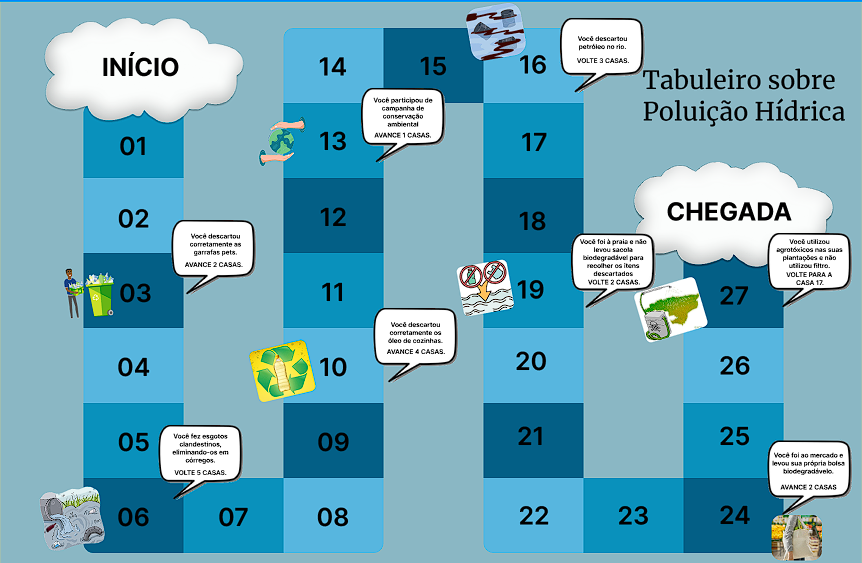 INÍCIO
Tabuleiro sobre
Poluição Hídrica
01
02
Você descartou
corretamente as
garrafas pets.
AVANCE 2 CASAS.
03
04
05
Você fez esgotos
clandestinos,
eliminando-os em
córregos.
VOLTE 5 CASAS.
06
07
08
09
10
Você descartou
corretamente os
óleo de cozinhas.
AVANCE 4 CASAS.
11
12
13
Você participou de
campanha de
conservação
ambiental
AVANCE 1 CASAS.
14
15
16
Você descartou
petróleo no rio.
VOLTE 3 CASAS.
17
18
19
Você foi à praia e não
levou sacola
biodegradável para
recolher os itens
descartados
VOLTE 2 CASAS.
20
21
22
23
24
Você foi ao mercado e
levou sua própria bolsa
biodegradávelo.
AVANCE 2 CASAS
25
26
27
Você utilizou
agrotóxicos nas suas
plantações e não
utilizou filtro.
VOLTE PARA A
CASA 17.
CHEGADA